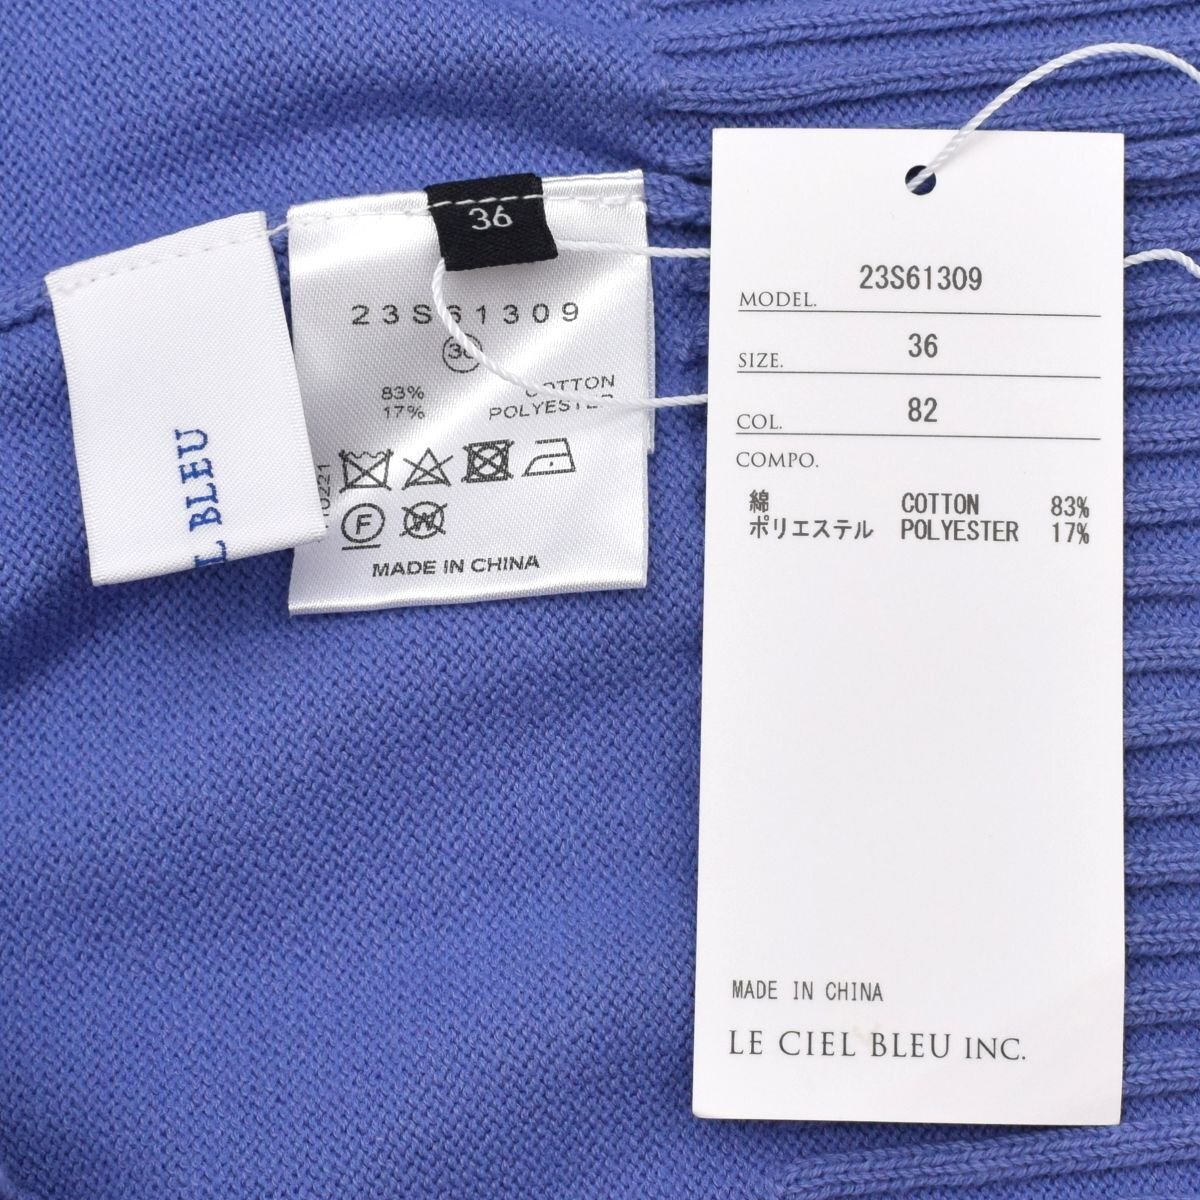 L BLEU
36
23S61309
36
83% COTTON
17% POLYESTER
10221
F
W
MADE IN CHINA
MODEL. 23S61309
SIZE. 36
COL. 82
COMPO.
綿 COTTON 83%
ポリエステル POLYESTER 17%
MADE IN CHINA
LE CIEL BLEU INC.